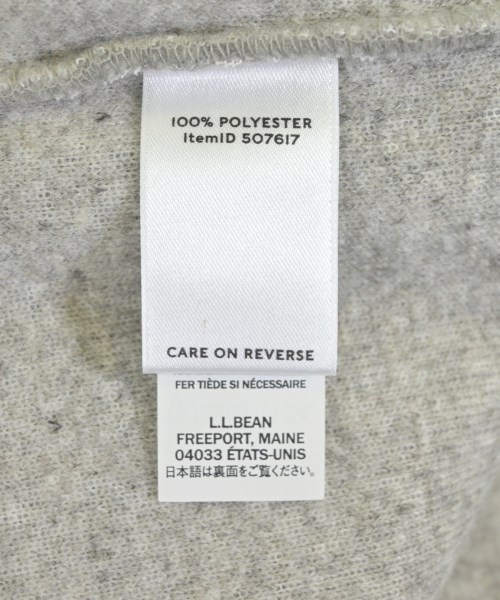 100% POLYESTER
ItemID 507617
CARE ON REVERSE
FER TIÈDE SI NÉCESSAIRE
L.L.BEAN
FREEPORT, MAINE
04033 ÉTATS-UNIS
日本語は裏面をご覧ください。